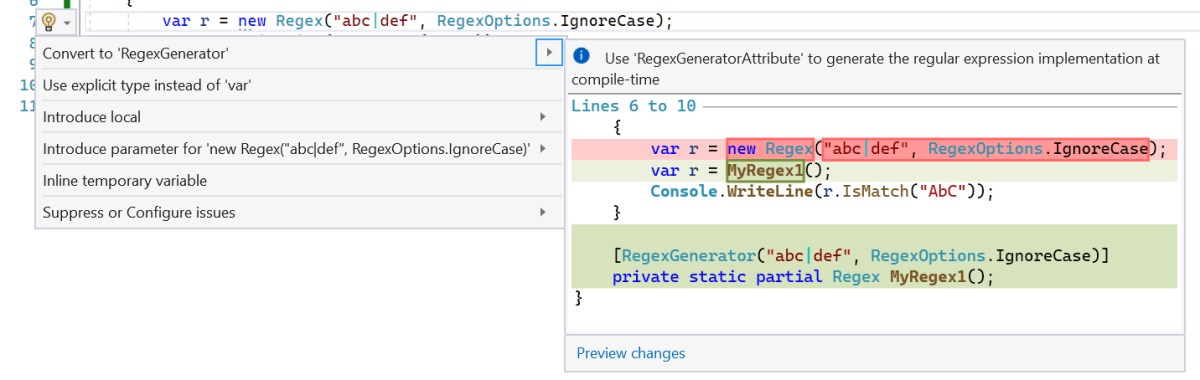 6 {
7 var r = new Regex("abc|def", RegexOptions.IgnoreCase);
8
9
10
11
Convert to 'RegexGenerator'
Use explicit type instead of 'var'
Introduce local
Introduce parameter for 'new Regex("abc|def", RegexOptions.IgnoreCase)'
Inline temporary variable
Suppress or Configure issues
Use 'RegexGeneratorAttribute' to generate the regular expression implementation at
compile-time
Lines 6 to 10
{
var r = new Regex("abc|def", RegexOptions.IgnoreCase);
var r = MyRegex1();
Console.WriteLine(r.IsMatch("AbC"));
}
[RegexGenerator("abc|def", RegexOptions.IgnoreCase)]
private static partial Regex MyRegex1();
}
Preview changes